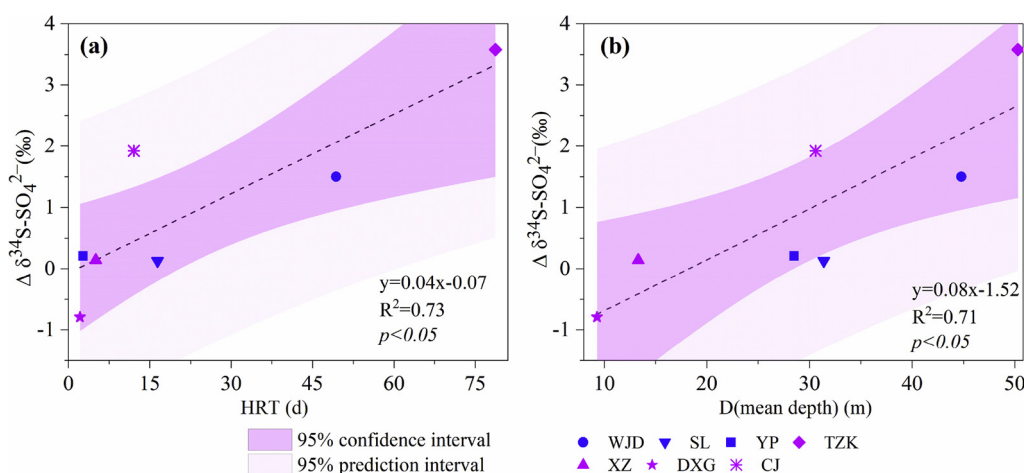 (a)
4
3
2
1
0
-1
Δ δ³⁴S-SO₄²⁻(‰)
0 15 30 45 60 75
HRT (d)
y=0.04x-0.07
R²=0.73
p<0.05
(b)
4
3
2
1
0
-1
Δ δ³⁴S-SO₄²⁻(‰)
10 20 30 40 50
D(mean depth) (m)
y=0.08x-1.52
R²=0.71
p<0.05
95% confidence interval
95% prediction interval
WJD SL YP TZK
XZ DXG CJ